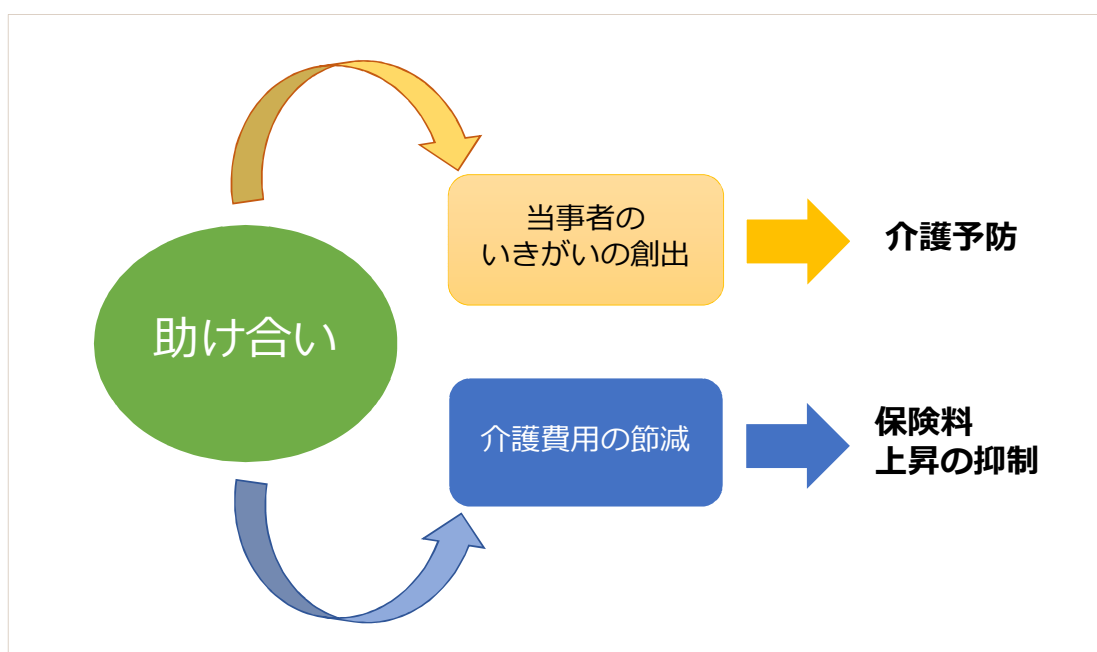 当事者の
いきがいの創出
介護予防
助け合い
介護費用の節減
保険料
上昇の抑制